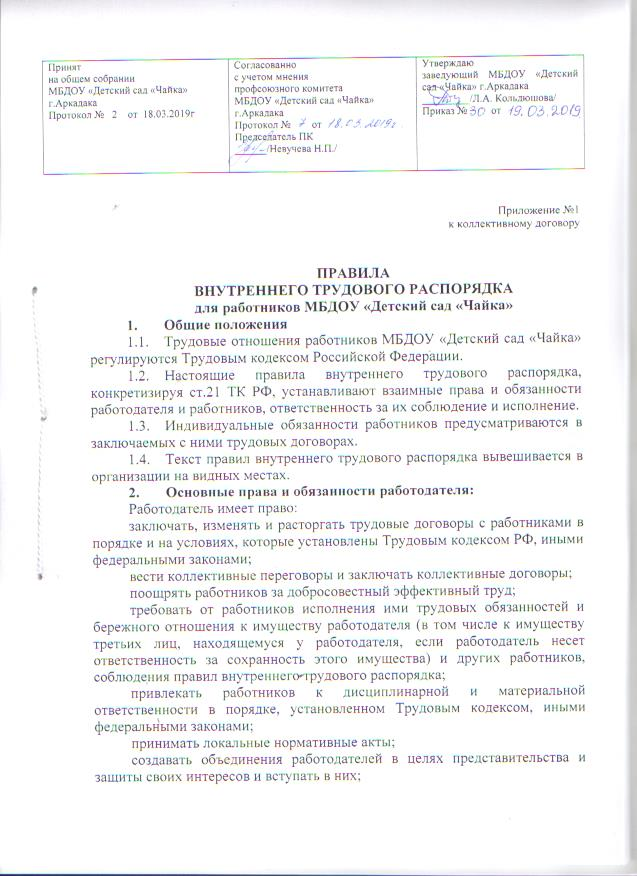 Принят
на общем собрании
МБДОУ «Детский сад «Чайка»
г.Аркадака
Протокол № 2 от 18.03.2019г
Согласованно
с учетом мнения
профсоюзного комитета
МБДОУ «Детский сад «Чайка»
г.Аркадака
Протокол № 7 от 18.03.2019г.
Председатель ПК
/Невучева Н.П./
Утверждаю
заведующий МБДОУ «Детский
сад «Чайка» г.Аркадака
/Л.А. Кольдюшова/
Приказ № 30 от 19.03.2019
Приложение №1
к коллективному договору
ПРАВИЛА
ВНУТРЕННЕГО ТРУДОВОГО РАСПОРЯДКА
для работников МБДОУ «Детский сад «Чайка»
1. Общие положения
1.1. Трудовые отношения работников МБДОУ «Детский сад «Чайка»
регулируются Трудовым кодексом Российской Федерации.
1.2. Настоящие правила внутреннего трудового распорядка,
конкретизируя ст.21 ТК РФ, устанавливают взаимные права и обязанности
работодателя и работников, ответственность за их соблюдение и исполнение.
1.3. Индивидуальные обязанности работников предусматриваются в
заключаемых с ними трудовых договорах.
1.4. Текст правил внутреннего трудового распорядка вывешивается в
организации на видных местах.
2. Основные права и обязанности работодателя:
Работодатель имеет право:
заключать, изменять и расторгать трудовые договоры с работниками в
порядке и на условиях, которые установлены Трудовым кодексом РФ, иными
федеральными законами;
вести коллективные переговоры и заключать коллективные договоры;
поощрять работников за добросовестный эффективный труд;
требовать от работников исполнения ими трудовых обязанностей и
бережного отношения к имуществу работодателя (в том числе к имуществу
третьих лиц, находящемуся у работодателя, если работодатель несет
ответственность за сохранность этого имущества) и других работников,
соблюдения правил внутреннего трудового распорядка;
привлекать работников к дисциплинарной и материальной
ответственности в порядке, установленном Трудовым кодексом, иными
федеральными законами;
принимать локальные нормативные акты;
создавать объединения работодателей в целях представительства и
защиты своих интересов и вступать в них;